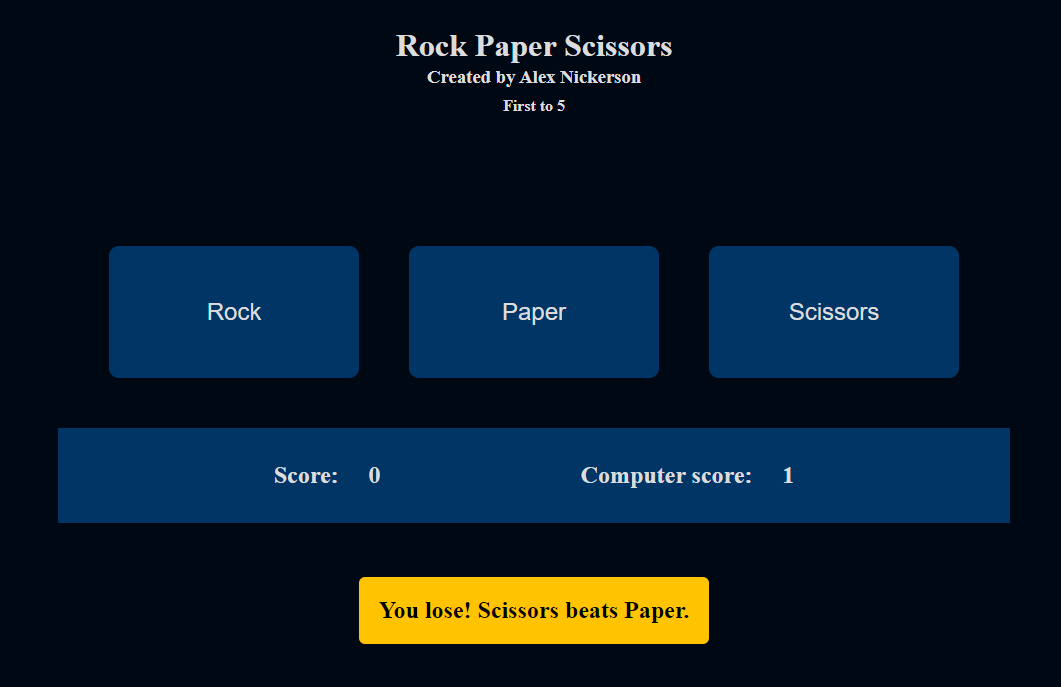 Rock Paper Scissors
Created by Alex Nickerson
First to 5
Rock Paper Scissors
Score: 0 Computer score: 1
You lose! Scissors beats Paper.